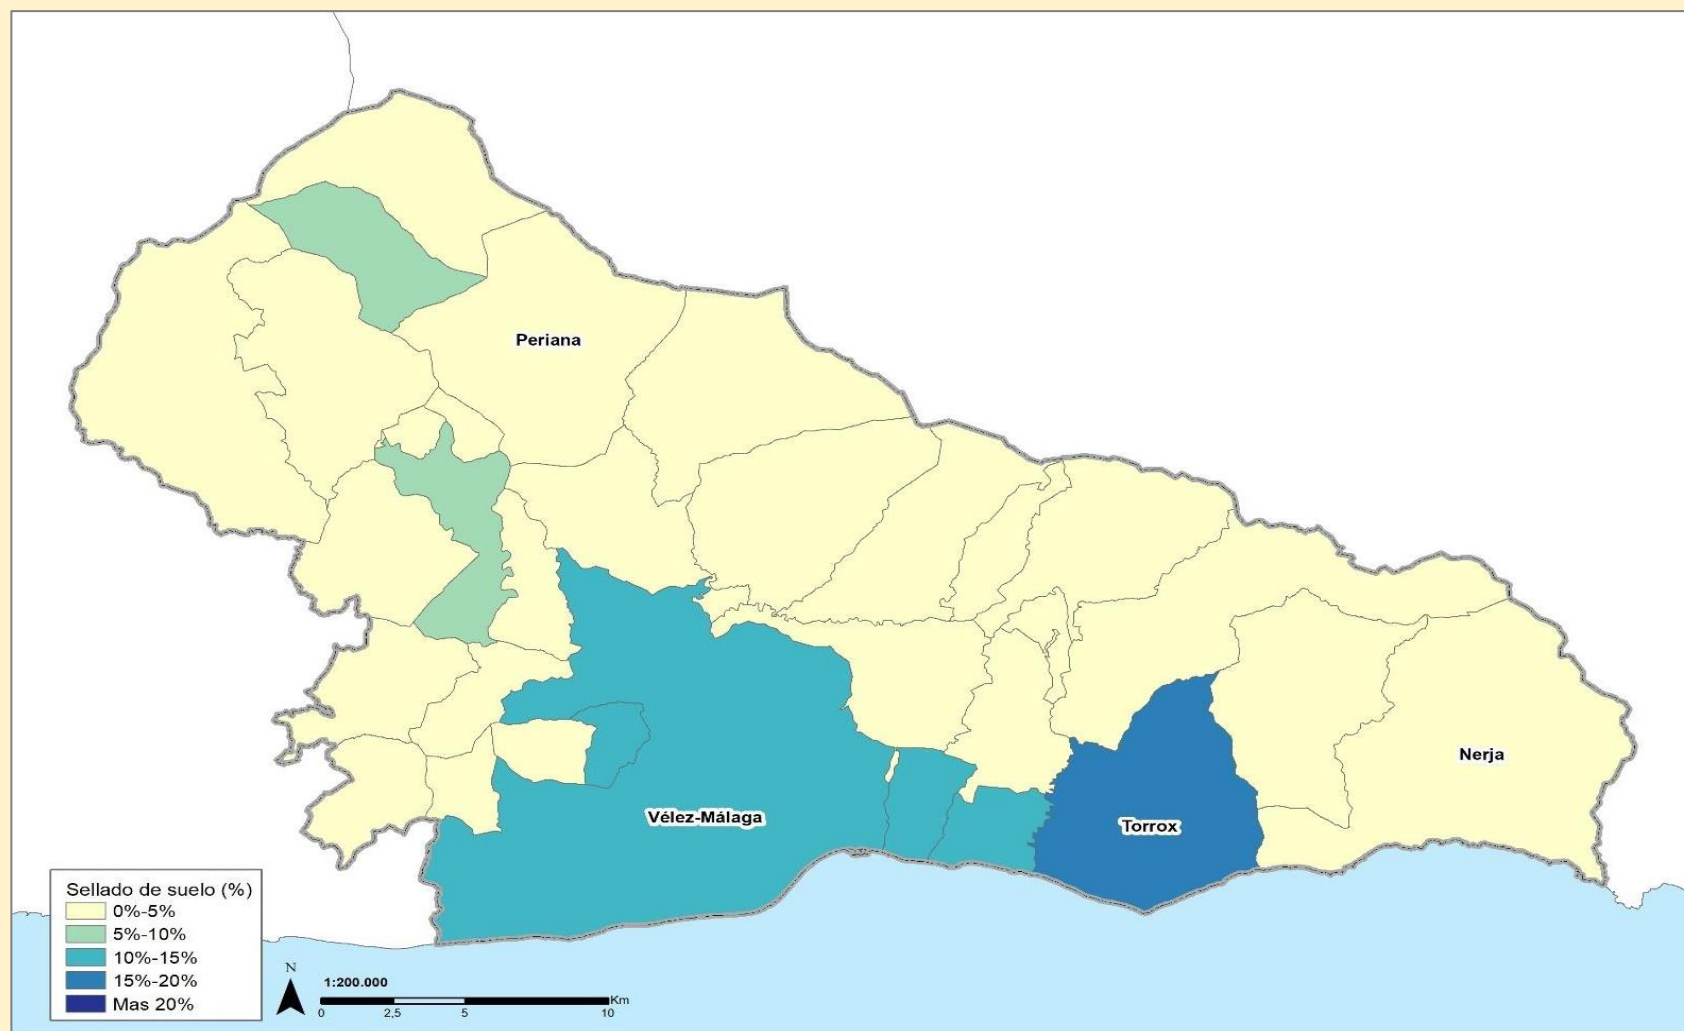 Periana
Nerja
Vélez-Málaga
Torrox
Sellado de suelo (%)
0%-5%
5%-10%
10%-15%
15%-20%
Mas 20%
N
1:200.000
Km
0 2,5 5 10